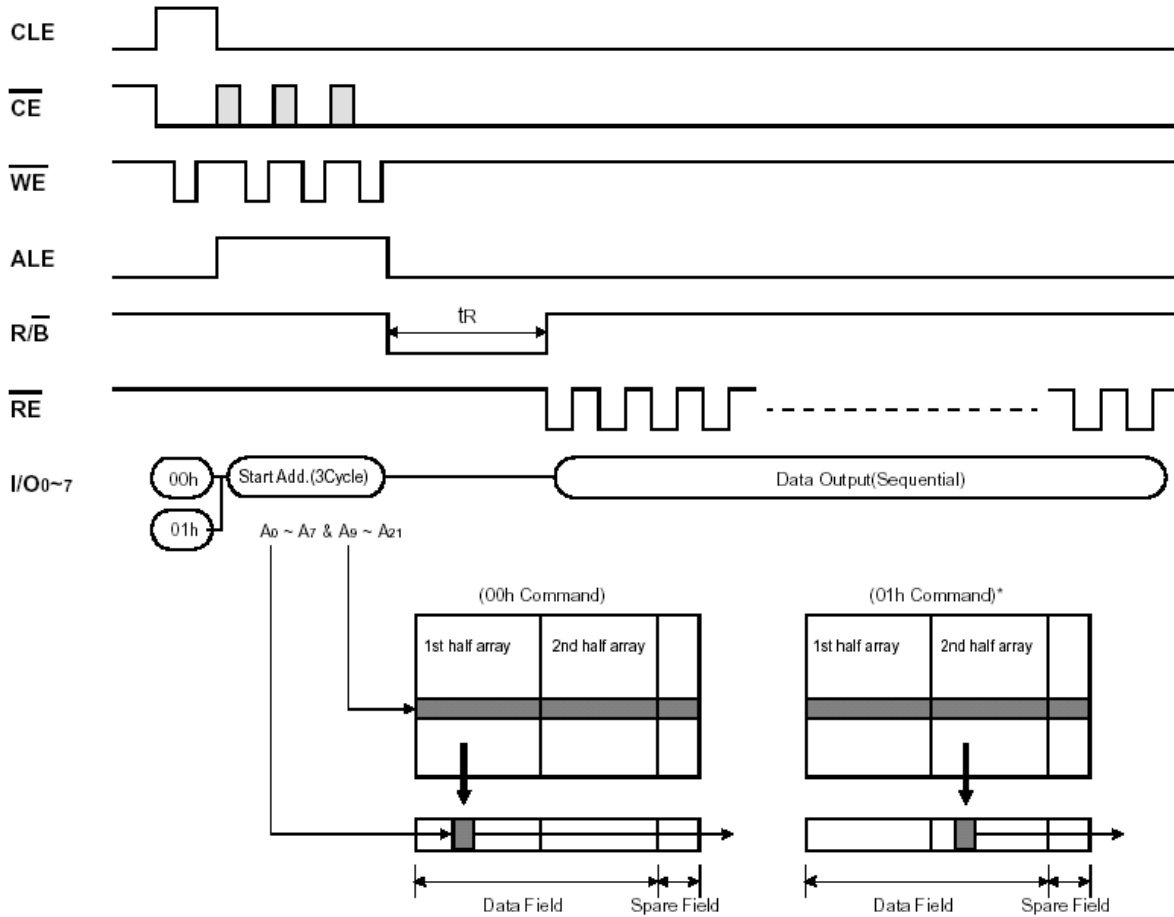 CLE
CE
WE
ALE
R/B
tR
RE
I/O0~7
00h
Start Add.(3Cycle)
Data Output(Sequential)
01h
A0 ~ A7 & A9 ~ A21
(00h Command)
(01h Command)*
1st half array
2nd half array
1st half array
2nd half array
Data Field
Spare Field
Data Field
Spare Field